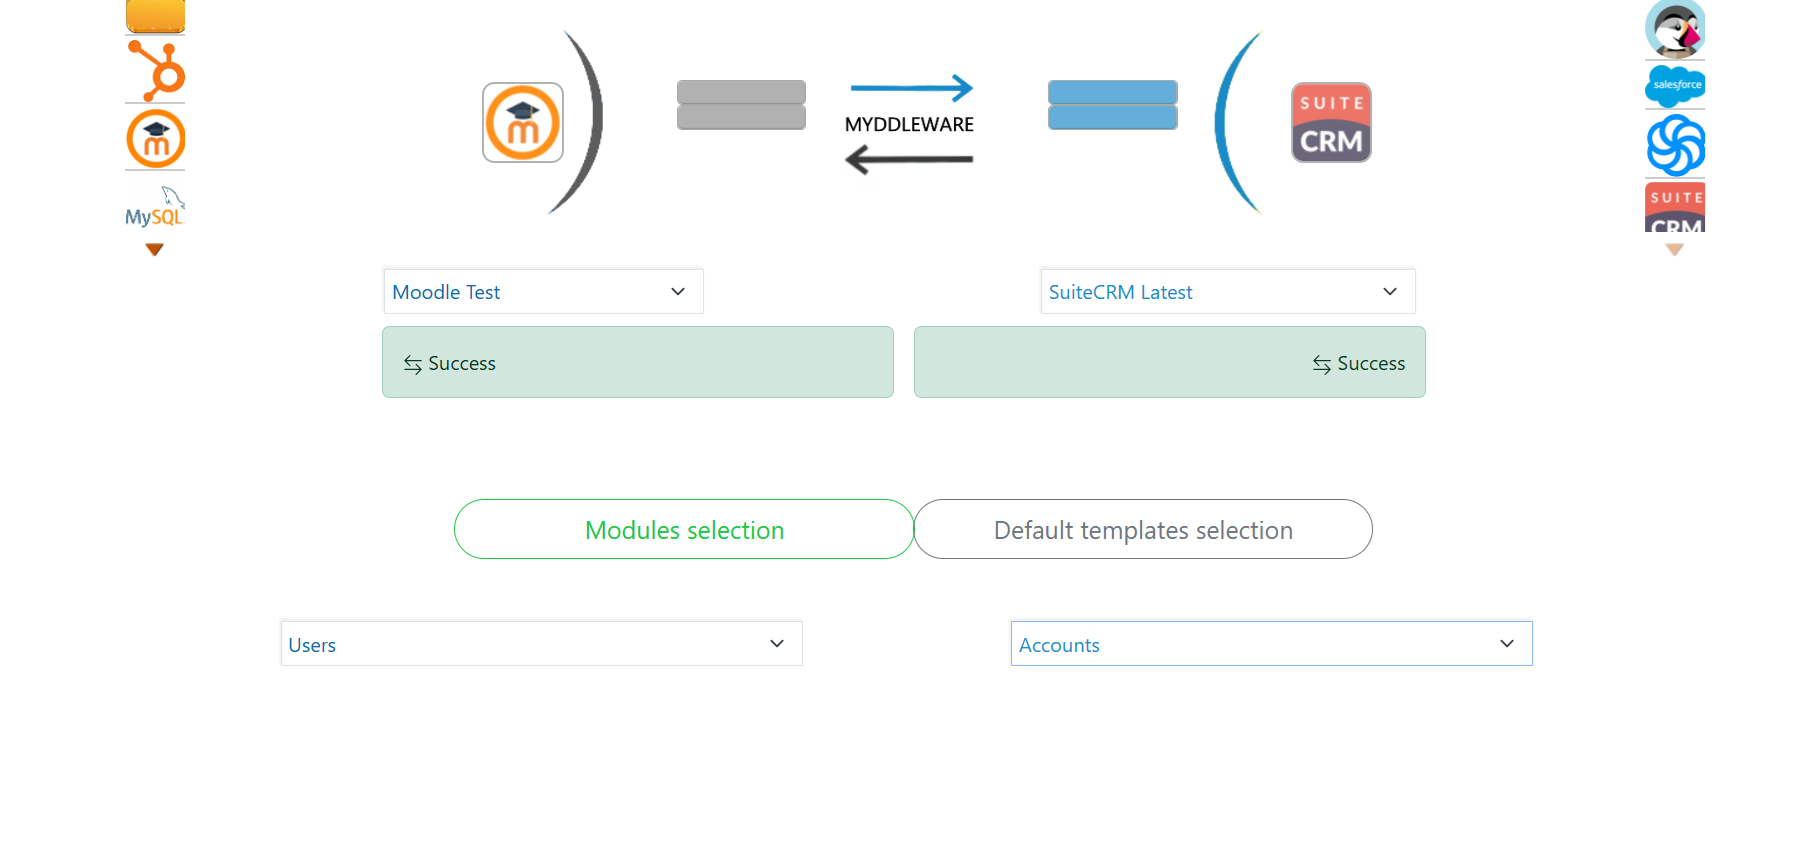 MySQL
m
m
MYDDLEWARE
SUITE
CRM
salesforce
SUITE
CRM
Moodle Test
SuiteCRM Latest
Success
Success
Modules selection
Default templates selection
Users
Accounts